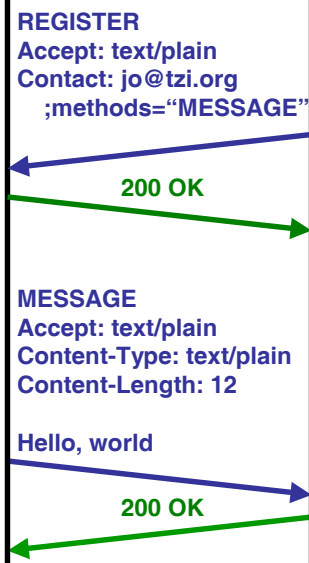 REGISTER
Accept: text/plain
Contact: jo@tzi.org
;methods=“MESSAGE”
200 OK
MESSAGE
Accept: text/plain
Content-Type: text/plain
Content-Length: 12
Hello, world
200 OK